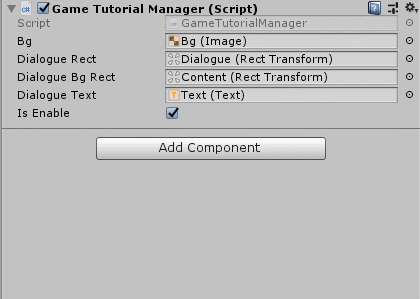 Game Tutorial Manager (Script)
Script GameTutorialManager
Bg Bg (Image)
Dialogue Rect Dialogue (Rect Transform)
Dialogue Bg Rect Content (Rect Transform)
Dialogue Text Text (Text)
Is Enable
Add Component